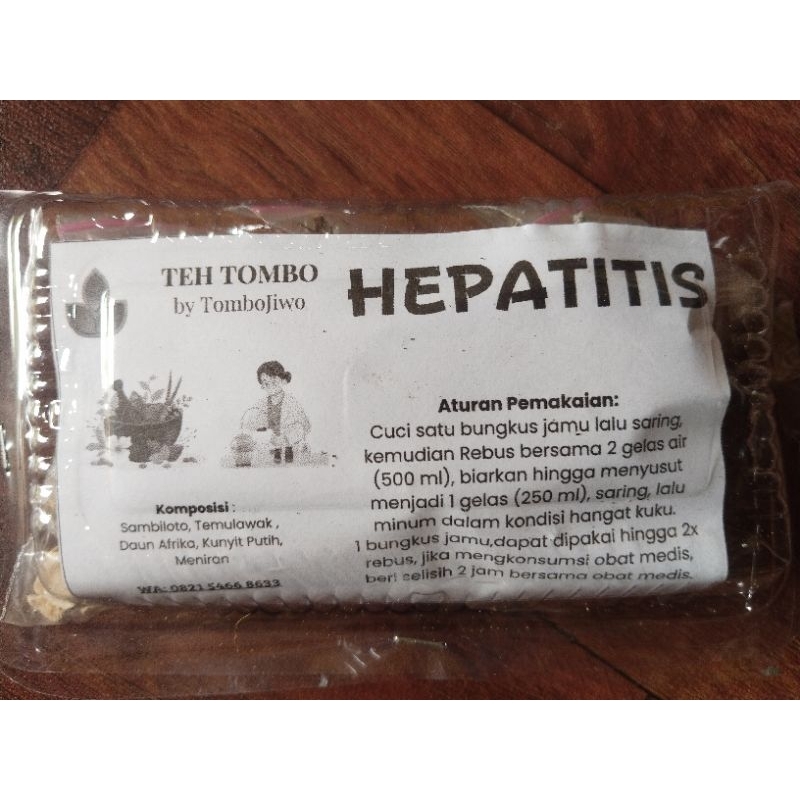 TEH TOMBO
by TomboJiwo
HEPATITIS
Aturan Pemakaian:
Cuci satu bungkus jamu lalu saring,
kemudian Rebus bersama 2 gelas air
(500 ml), biarkan hingga menyusut
menjadi 1 gelas (250 ml), saring, lalu
minum dalam kondisi hangat kuku.
1 bungkus jamu,dapat dipakai hingga 2x
rebus, jika mengkonsumsi obat medis,
beri selisih 2 jam bersama obat medis.
Komposisi :
Sambiloto, Temulawak ,
Daun Afrika, Kunyit Putih,
Meniran
WA: 0821 5466 8633